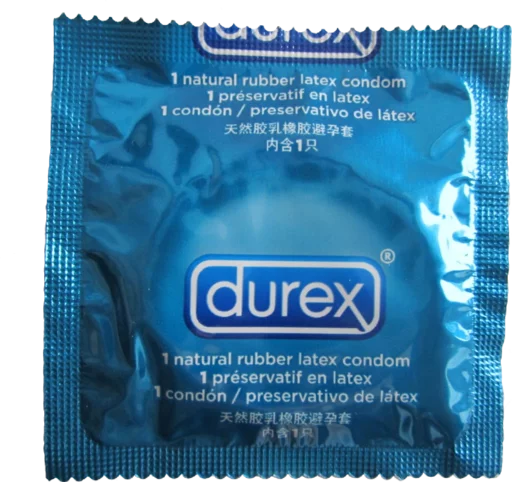 durex
1 natural rubber latex condom
1 préservatif en latex
1 condón / preservativo de látex
天然胶乳橡胶避孕套
内含1只
durex®
1 natural rubber latex condom
1 préservatif en latex
1 condón / preservativo de látex
天然胶乳橡胶避孕套
内含1只